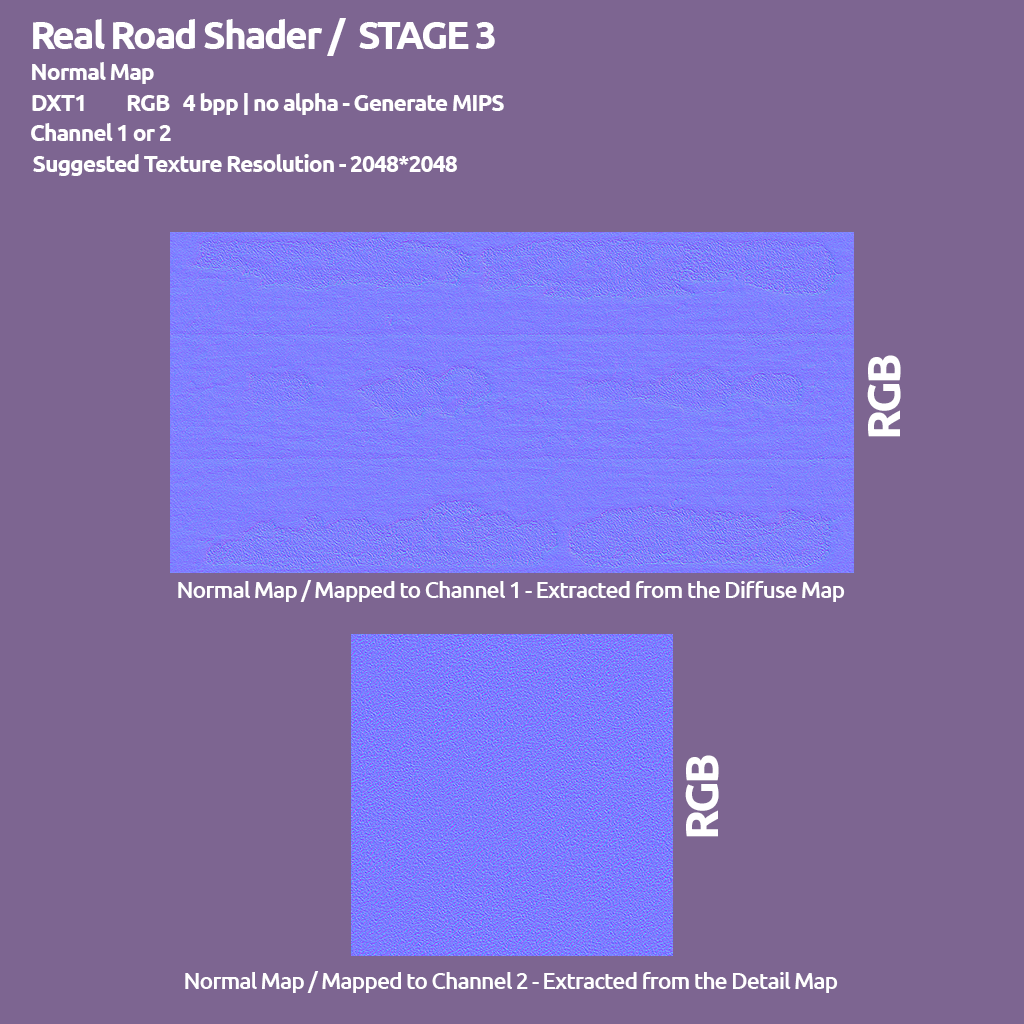 Real Road Shader / STAGE 3
Normal Map
DXT1 RGB 4 bpp | no alpha - Generate MIPS
Channel 1 or 2
Suggested Texture Resolution - 2048*2048
RGB
Normal Map / Mapped to Channel 1 - Extracted from the Diffuse Map
RGB
Normal Map / Mapped to Channel 2 - Extracted from the Detail Map